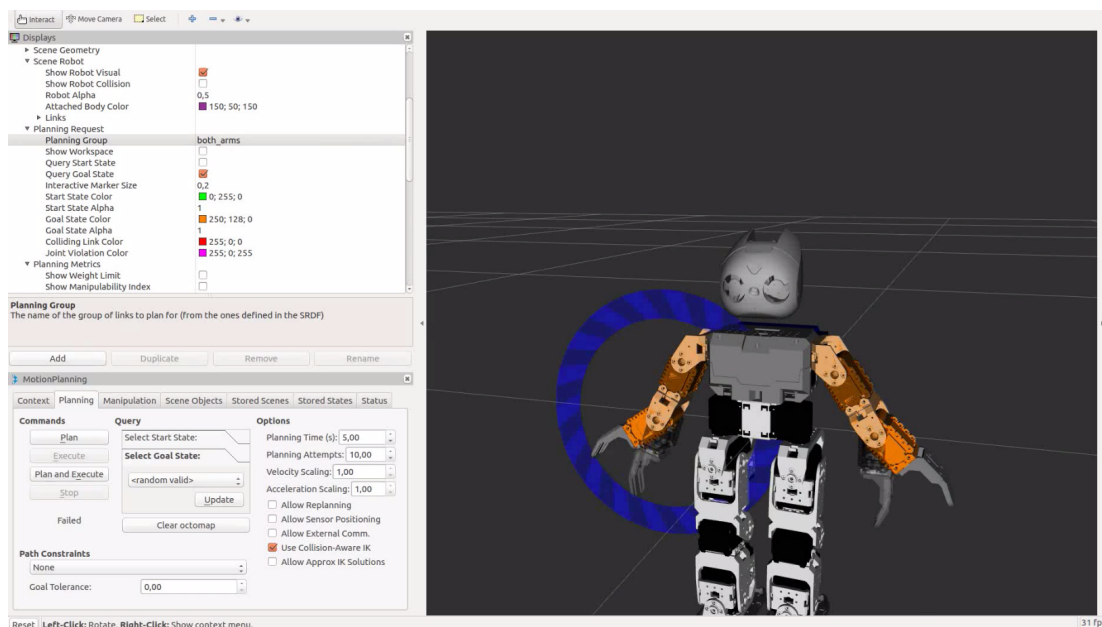 Interact Move Camera Select
Displays
Scene Geometry
Scene Robot
Show Robot Visual
Show Robot Collision
Robot Alpha 0,5
Attached Body Color 150; 50; 150
Links
Planning Request
Planning Group both_arms
Show Workspace
Query Start State
Query Goal State
Interactive Marker Size 0,2
Start State Color 0; 255; 0
Start State Alpha 1
Goal State Color 250; 128; 0
Goal State Alpha 1
Colliding Link Color 255; 0; 0
Joint Violation Color 255; 0; 255
Planning Metrics
Show Weight Limit
Show Manipulability Index
Planning Group
The name of the group of links to plan for (from the ones defined in the SRDF)
Add Duplicate Remove Rename
MotionPlanning
Context Planning Manipulation Scene Objects Stored Scenes Stored States Status
Commands Query Options
Plan Select Start State: Planning Time (s): 5,00
Execute Select Goal State: Planning Attempts: 10,00
Plan and Execute <random valid> Velocity Scaling: 1,00
Stop Update Acceleration Scaling: 1,00
Allow Replanning
Failed Clear octomap Allow Sensor Positioning
Allow External Comm.
Path Constraints Use Collision-Aware IK
None Allow Approx IK Solutions
Goal Tolerance: 0,00
Reset Left-Click: Rotate. Right-Click: Show context menu. 31 fp